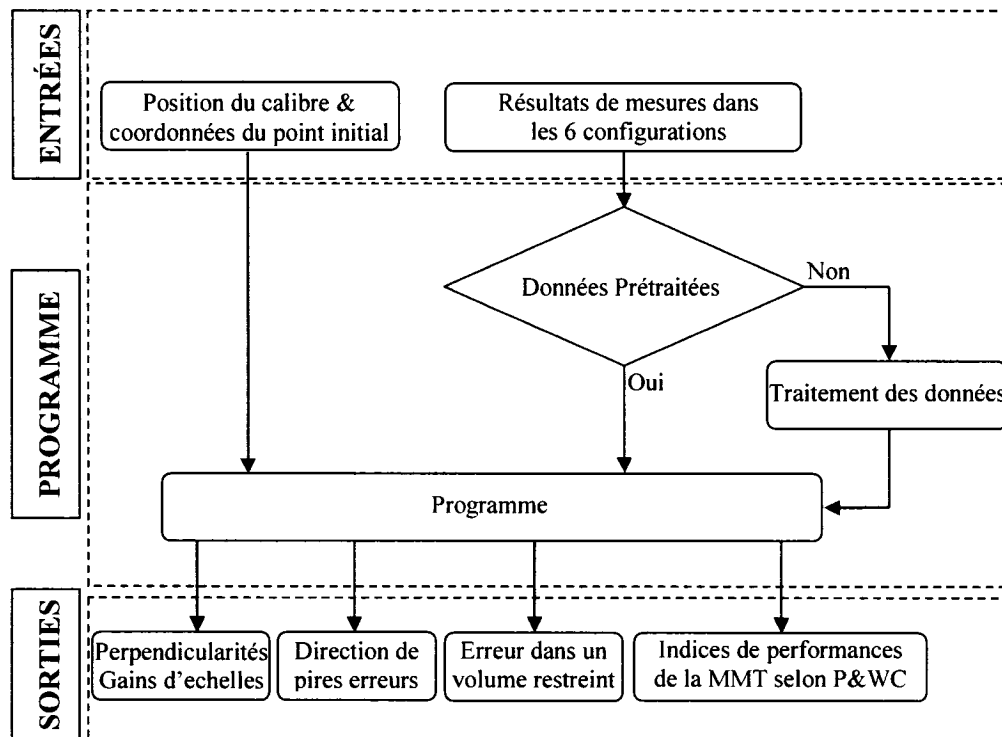 ENTRÉES
Position du calibre &
coordonnées du point initial
Résultats de mesures dans
les 6 configurations
PROGRAMME
Données Prétraitées
Non
Oui
Traitement des données
Programme
SORTIES
Perpendicularités
Gains d'echelles
Direction de
pires erreurs
Erreur dans un
volume restreint
Indices de performances
de la MMT selon P&WC